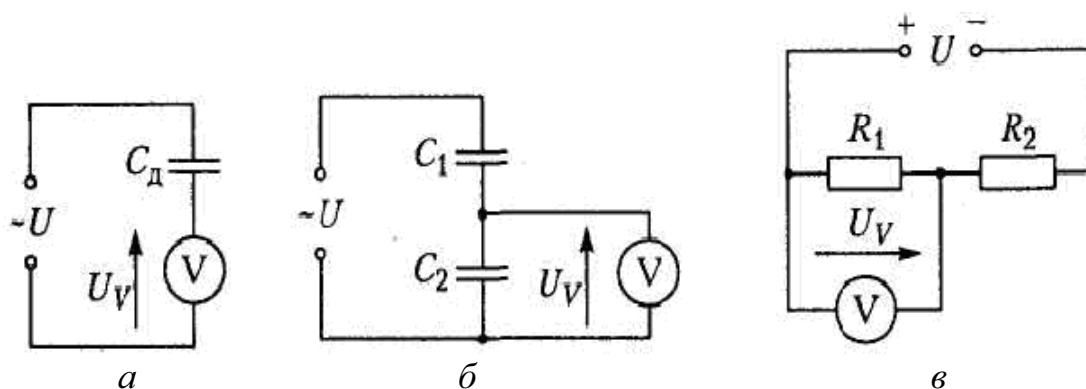 ~U
C_д
U_V
V
а
~U
C_1
C_2
U_V
V
б
+ U −
R_1
R_2
U_V
V
в